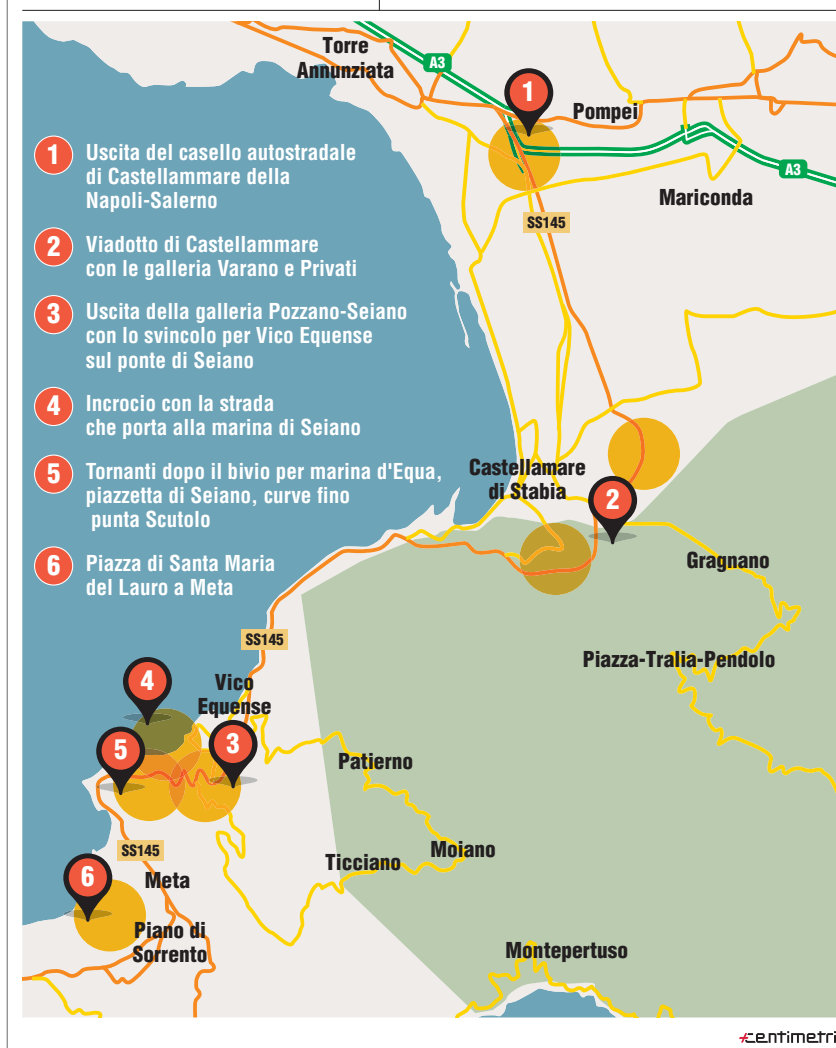 Torre
Annunziata
A3
1
Pompei
1 Uscita del casello autostradale
di Castellammare della
Napoli-Salerno
A3
Mariconda
SS145
2 Viadotto di Castellammare
con le galleria Varano e Privati
3 Uscita della galleria Pozzano-Seiano
con lo svincolo per Vico Equense
sul ponte di Seiano
4 Incrocio con la strada
che porta alla marina di Seiano
5 Tornanti dopo il bivio per marina d'Equa,
piazzetta di Seiano, curve fino
punta Scutolo
6 Piazza di Santa Maria
del Lauro a Meta
Castellamare
di Stabia
2
Gragnano
SS145
Piazza-Tralia-Pendolo
4
Vico
Equense
5
3
Patierno
SS145
Moiano
Ticciano
6
Meta
Piano di
Sorrento
Montepertuso
centimetri